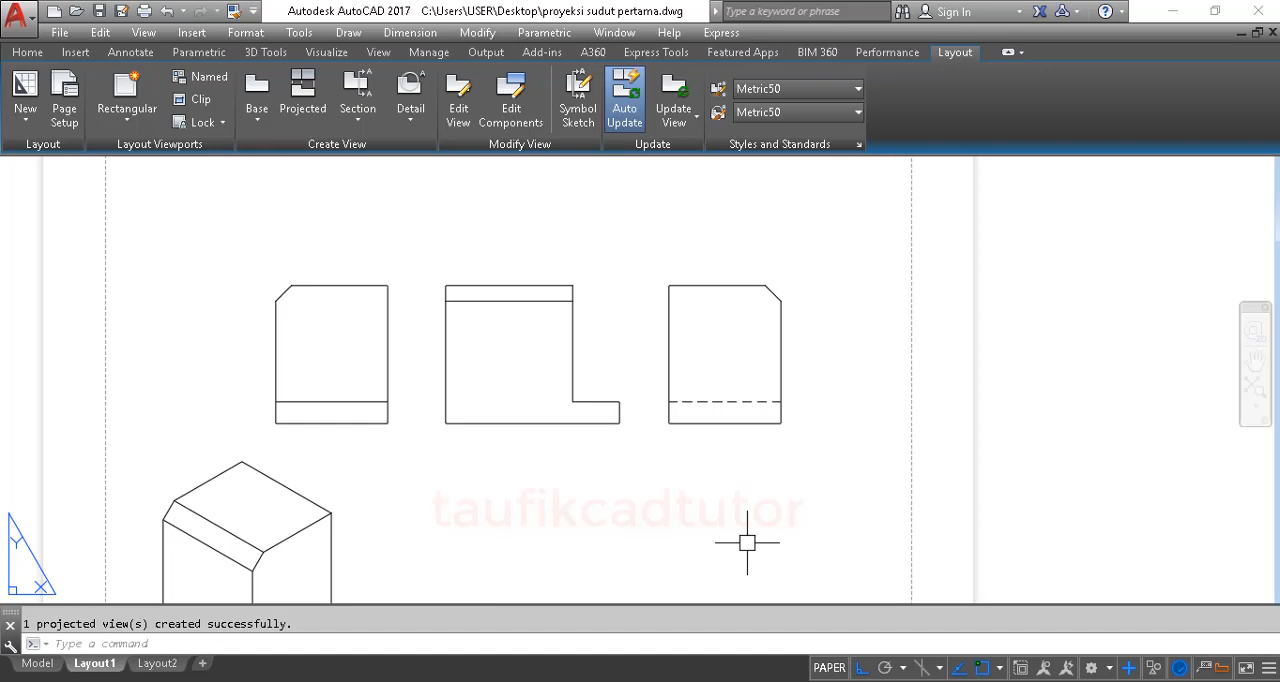 Autodesk AutoCAD 2017 C:\Users\USER\Desktop\proyeksi sudut pertama.dwg Type a keyword or phrase Sign In
File Edit View Insert Format Tools Draw Dimension Modify Parametric Window Help Express
Home Insert Annotate Parametric 3D Tools Visualize View Manage Output Add-ins A360 Express Tools Featured Apps BIM 360 Performance Layout
New
Page Setup
Layout
Rectangular
Named
Clip
Lock
Layout Viewports
Base
Projected
Section
Detail
Create View
Edit View
Edit Components
Modify View
Symbol Sketch
Auto Update
Update View
Update
Metric50
Metric50
Styles and Standards
taufikcadtutor
Y
X
1 projected view(s) created successfully.
Type a command
Model Layout1 Layout2 +
PAPER